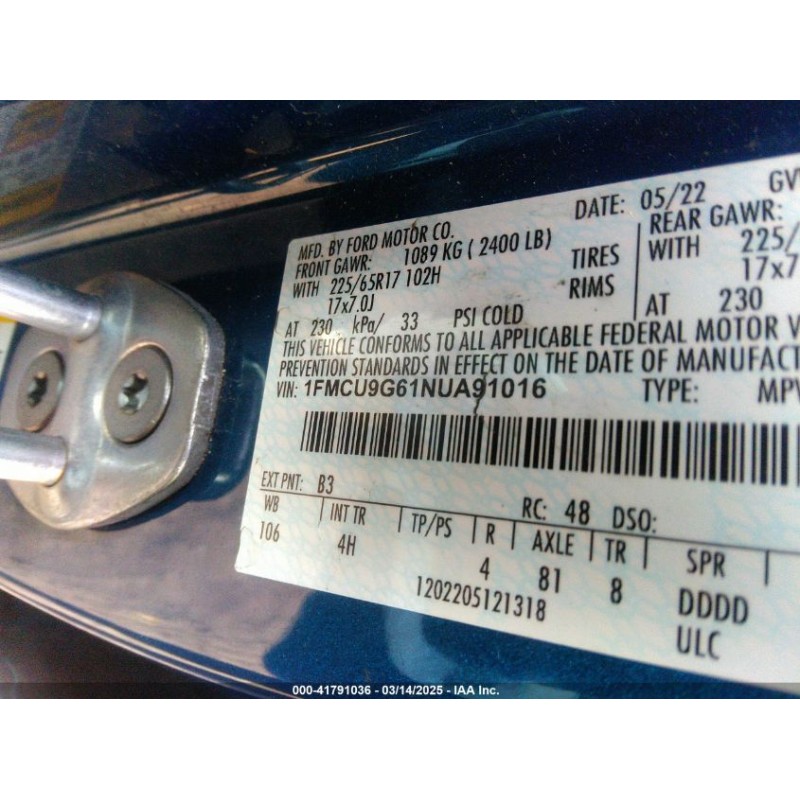 DATE: 05/22 GV
MFD. BY FORD MOTOR CO.
FRONT GAWR: 1089 KG ( 2400 LB) REAR GAWR:
WITH 225/65R17 102H TIRES WITH 225/
17x7.0J RIMS 17x7
AT 230 kPa/ 33 PSI COLD AT 230
THIS VEHICLE CONFORMS TO ALL APPLICABLE FEDERAL MOTOR V
PREVENTION STANDARDS IN EFFECT ON THE DATE OF MANUFACT
VIN: 1FMCU9G61NUA91016 TYPE: MPV
EXT PNT: B3 RC: 48 DSO:
WB INT TR TP/PS R AXLE TR SPR
106 4H 4 81 8 DDDD
1202205121318 ULC
000-41791036 - 03/14/2025 - IAA Inc.